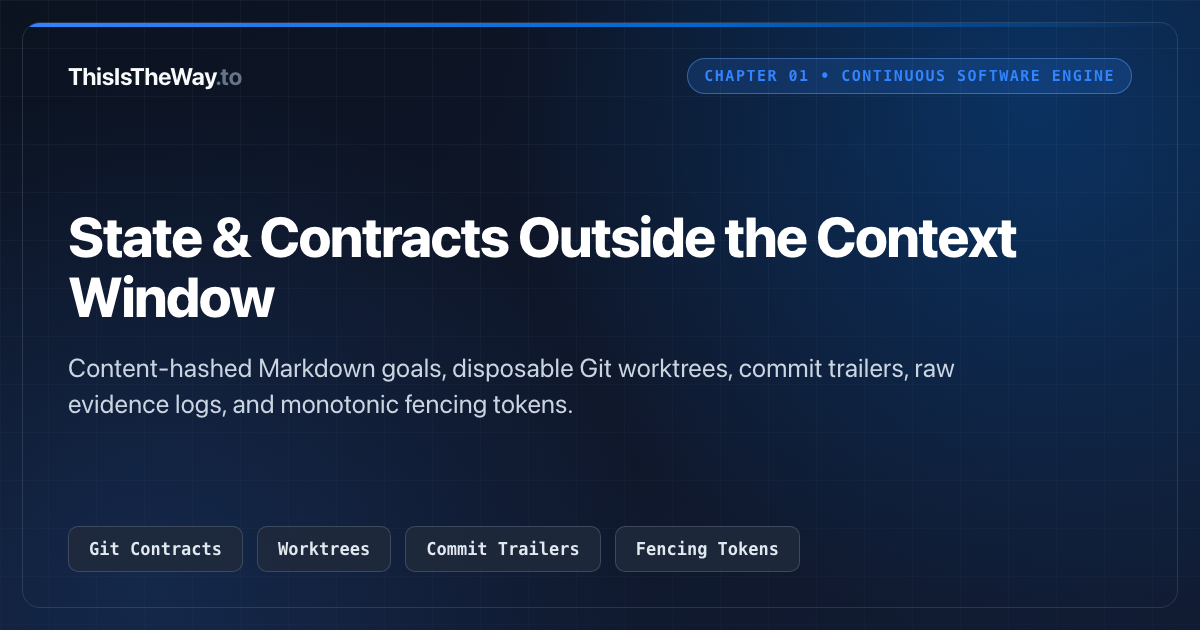 ThisIsTheWay.to
CHAPTER 01 • CONTINUOUS SOFTWARE ENGINE
State & Contracts Outside the Context
Window
Content-hashed Markdown goals, disposable Git worktrees, commit trailers, raw
evidence logs, and monotonic fencing tokens.
Git Contracts
Worktrees
Commit Trailers
Fencing Tokens